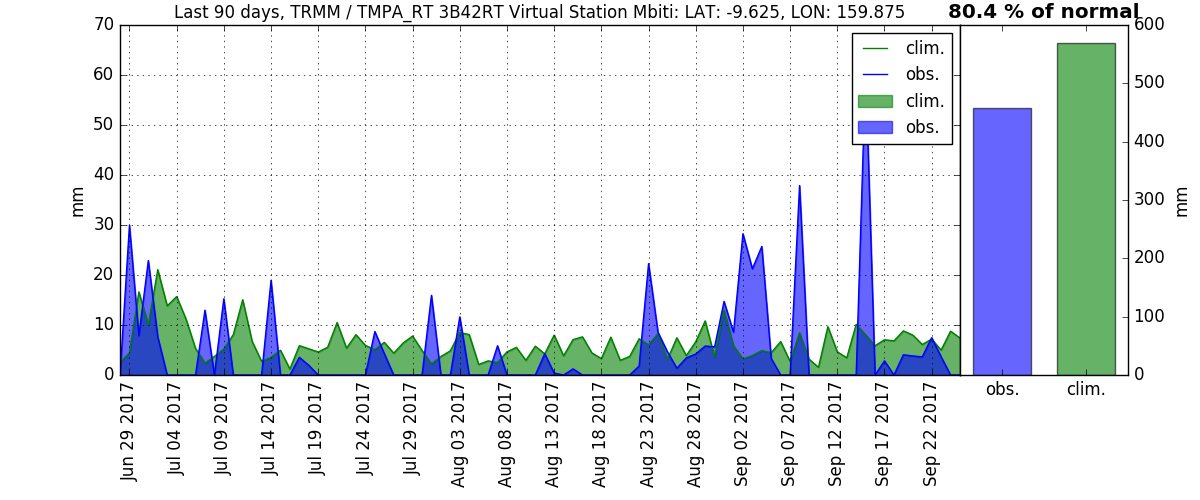 Last 90 days, TRMM / TMPA_RT 3B42RT Virtual Station Mbiti: LAT: -9.625, LON: 159.875
80.4 % of normal
70
60
50
40
30
20
10
0
mm
clim.
obs.
clim.
obs.
600
500
400
300
200
100
0
mm
obs.
clim.
Jun 29 2017
Jul 04 2017
Jul 09 2017
Jul 14 2017
Jul 19 2017
Jul 24 2017
Jul 29 2017
Aug 03 2017
Aug 08 2017
Aug 13 2017
Aug 18 2017
Aug 23 2017
Aug 28 2017
Sep 02 2017
Sep 07 2017
Sep 12 2017
Sep 17 2017
Sep 22 2017